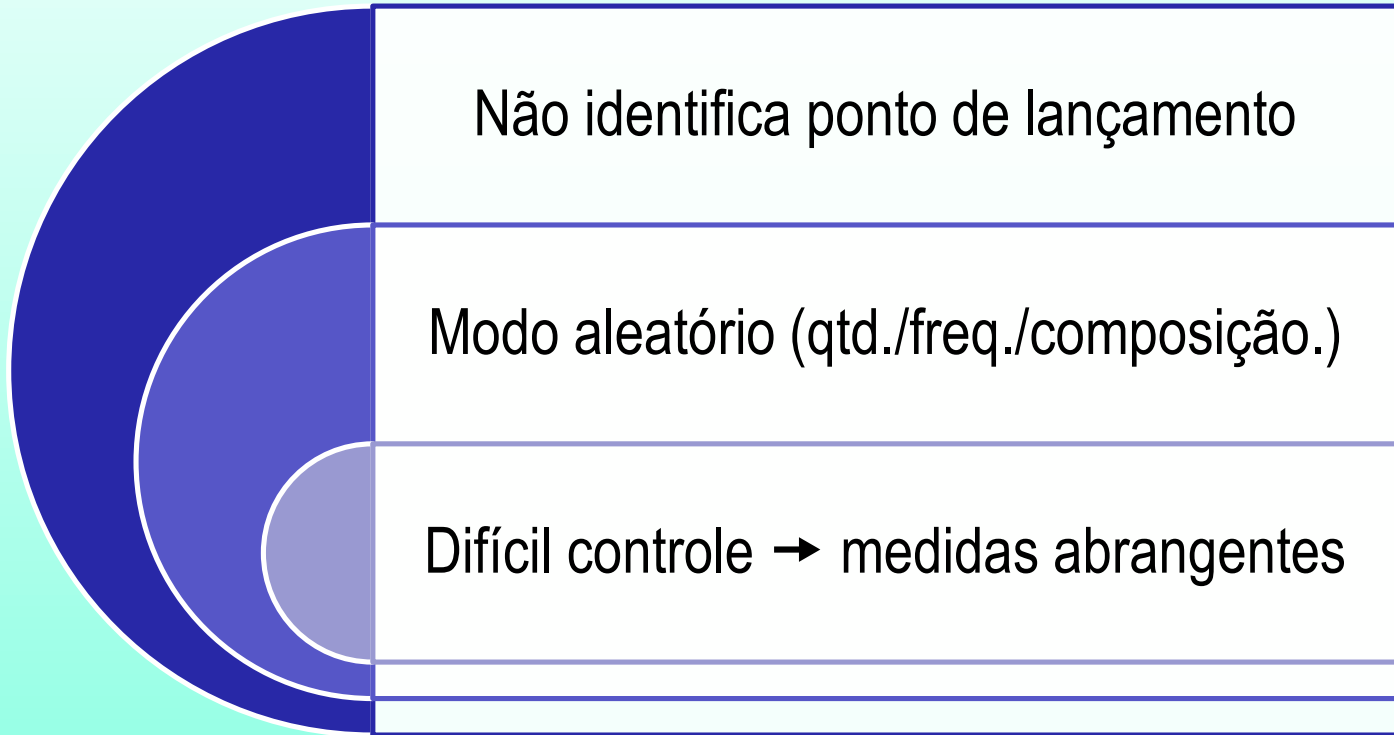 Não identifica ponto de lançamento
Modo aleatório (qtd./freq./composição.)
Difícil controle → medidas abrangentes